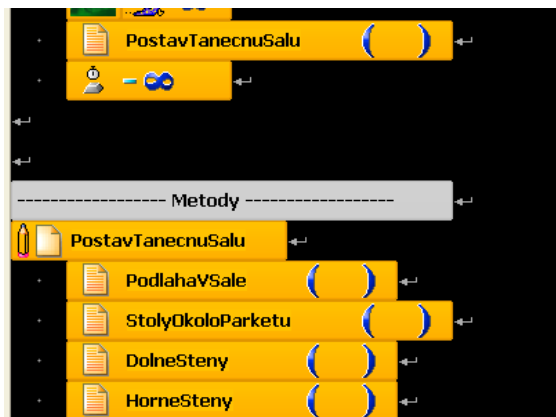 PostavTanecnuSalu ( )
- ∞
------------------ Metody ------------------
PostavTanecnuSalu
PodlahaVSale ( )
StolyOkoloParketu ( )
DolneSteny ( )
HorneSteny ( )